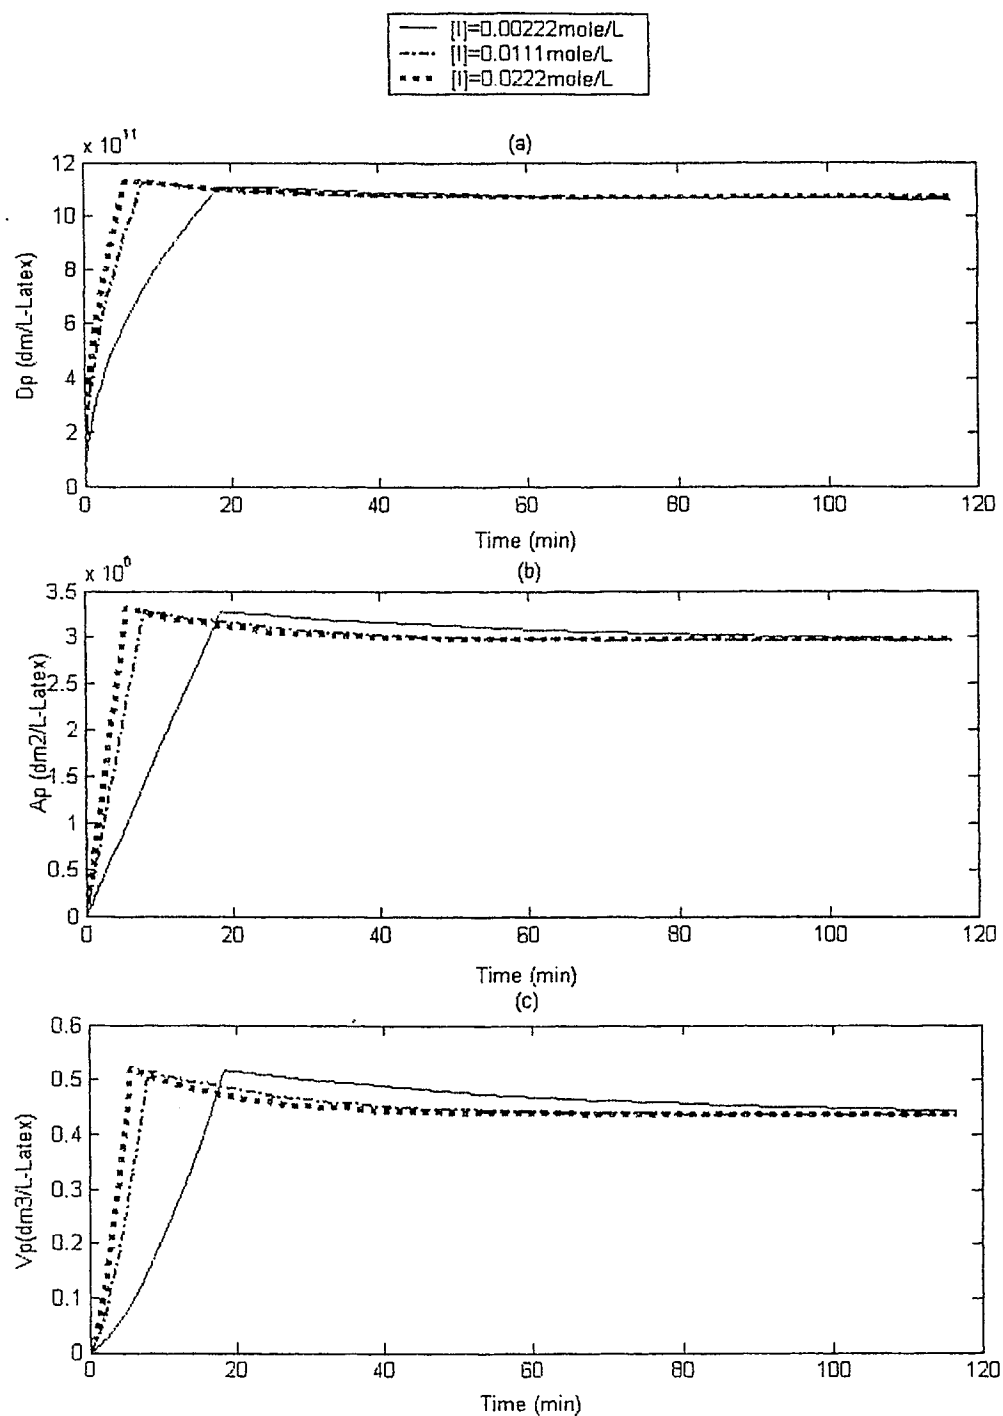 [I]=0.00222mole/L
[I]=0.0111mole/L
[I]=0.0222mole/L
x 10^11
(a)
12
10
8
6
4
2
0
Dp (dm/L-Latex)
0 20 40 60 80 100 120
Time (min)
x 10^6
(b)
3.5
3
2.5
2
1.5
1
0.5
0
Ap (dm2/L-Latex)
0 20 40 60 80 100 120
Time (min)
(c)
0.6
0.5
0.4
0.3
0.2
0.1
0
Vp(dm3/L-Latex)
0 20 40 60 80 100 120
Time (min)